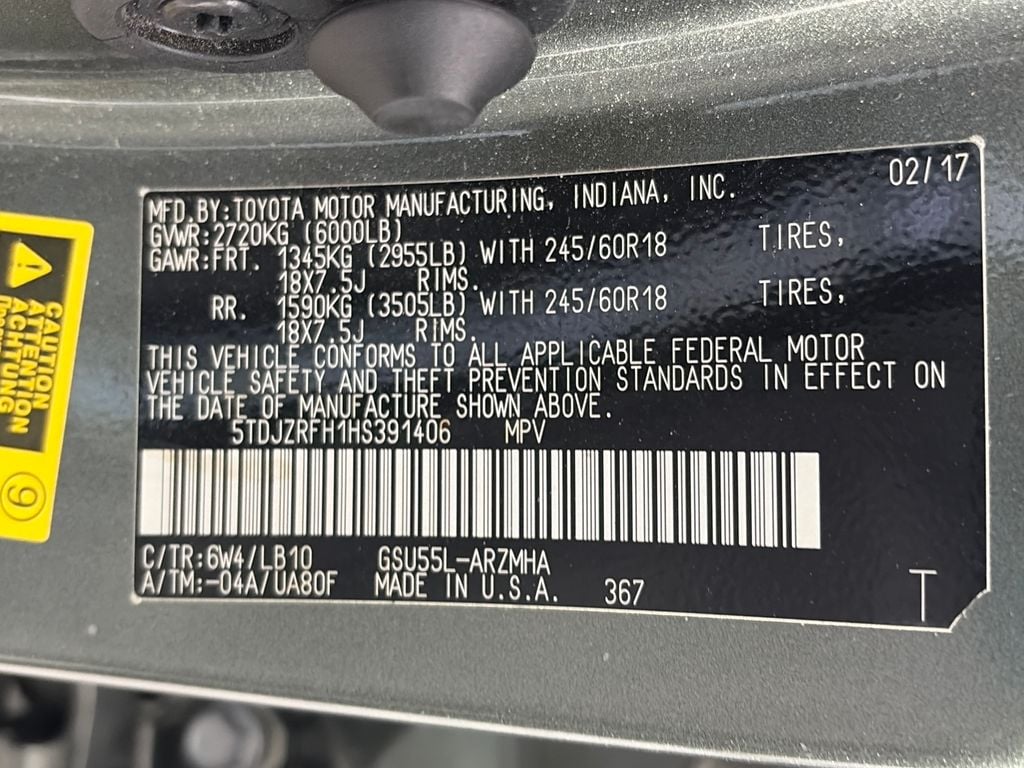 02/17
MFD.BY:TOYOTA MOTOR MANUFACTURING, INDIANA, INC.
GVWR:2720KG (6000LB)
GAWR:FRT. 1345KG (2955LB) WITH 245/60R18 TIRES,
18X7.5J RIMS.
RR. 1590KG (3505LB) WITH 245/60R18 TIRES,
18X7.5J RIMS.
THIS VEHICLE CONFORMS TO ALL APPLICABLE FEDERAL MOTOR
VEHICLE SAFETY AND THEFT PREVENTION STANDARDS IN EFFECT ON
THE DATE OF MANUFACTURE SHOWN ABOVE.
5TDJZRFH1HS391406 MPV
C/TR:6W4/LB10 GSU55L-ARZMHA
A/TM:-04A/UA80F MADE IN U.S.A. 367
T
CAUTION
ATTENTION
ACHTUNG
9